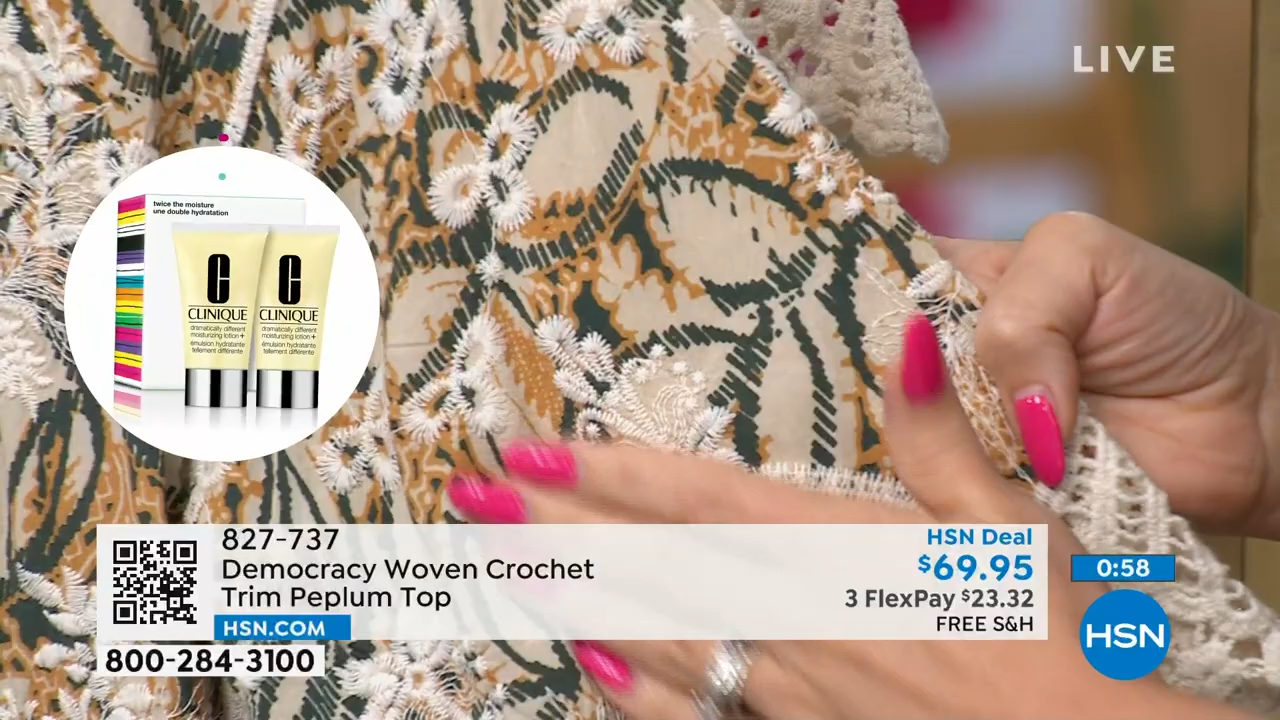 LIVE
twice the moisture
une double hydratation
CLINIQUE
dramatically different
moisturizing lotion+
émulsion hydratante
tellement différente
CLINIQUE
dramatically different
moisturizing lotion+
émulsion hydratante
tellement différente
827-737
Democracy Woven Crochet
Trim Peplum Top
HSN.COM
800-284-3100
HSN Deal
$69.95
3 FlexPay $23.32
FREE S&H
0:58
HSN